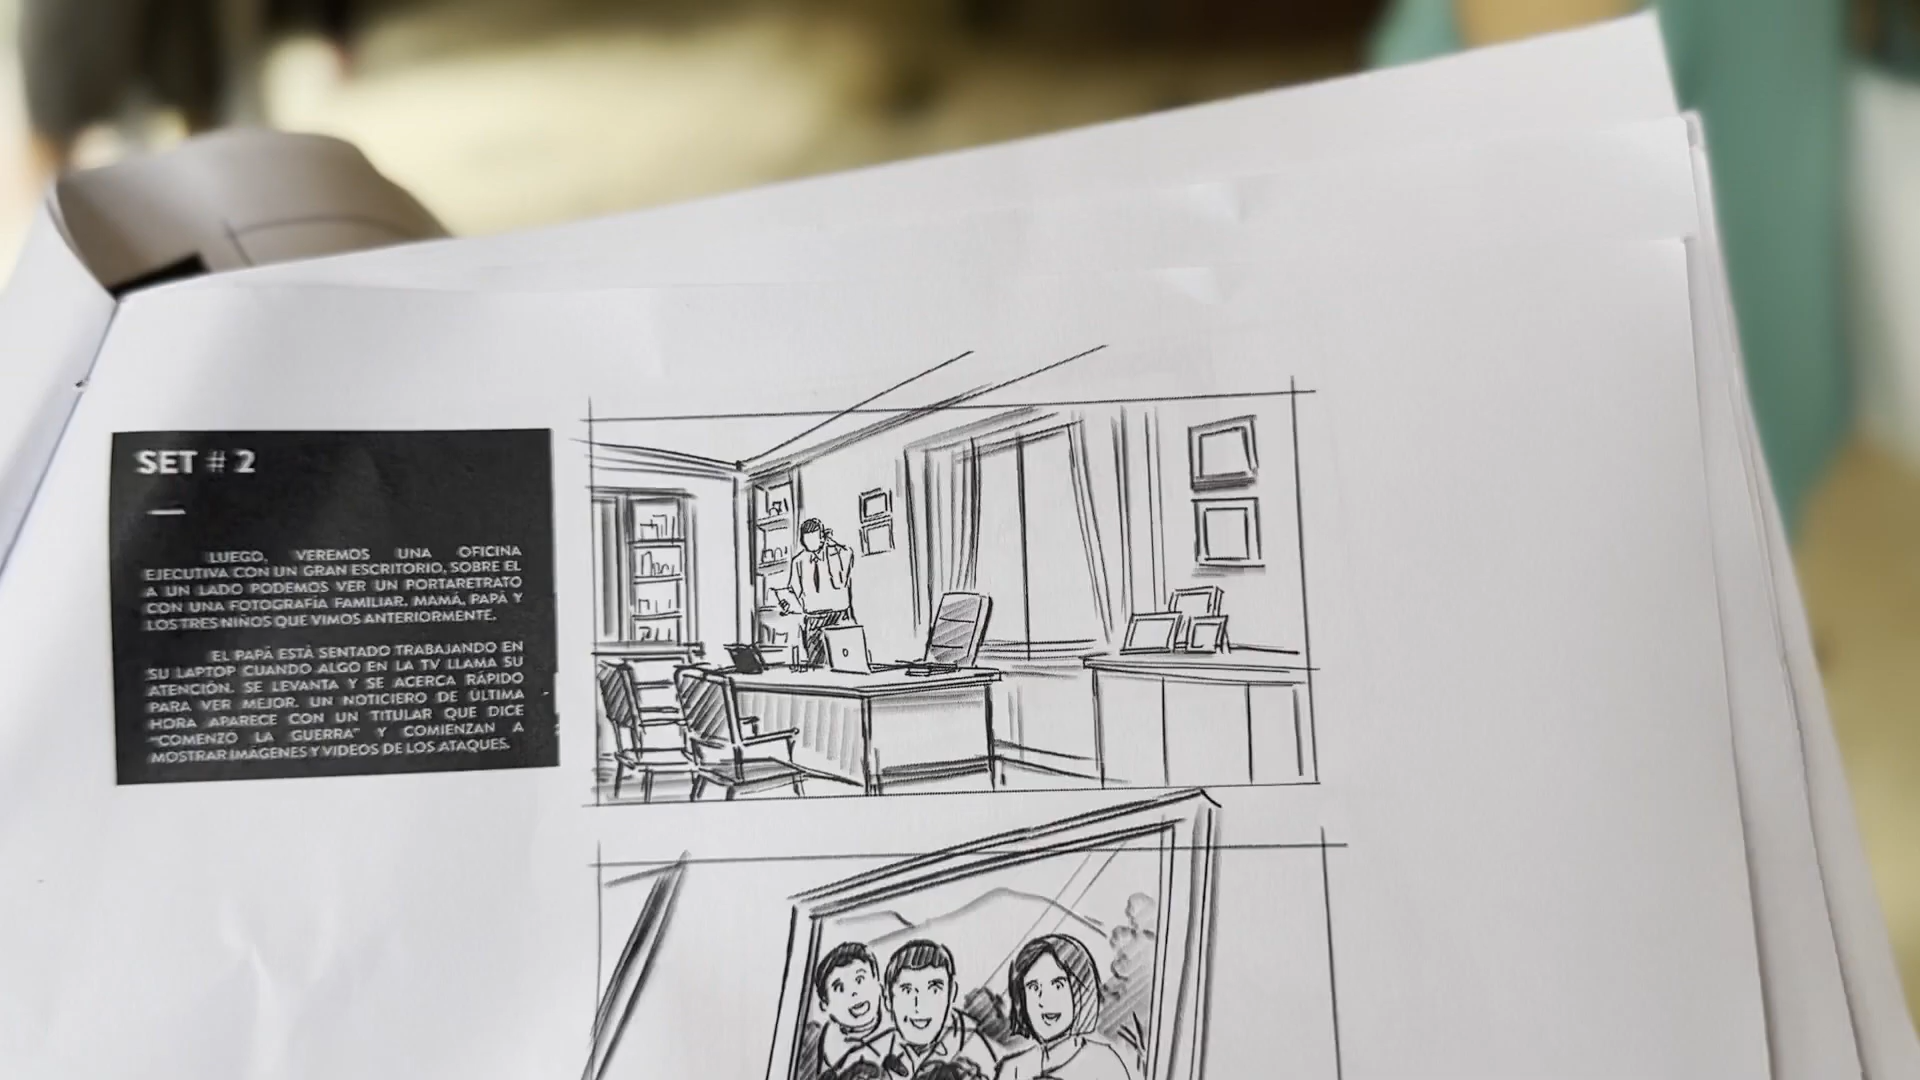 SET # 2
LUEGO, VEREMOS UNA OFICINA
EJECUTIVA CON UN GRAN ESCRITORIO, SOBRE EL
A UN LADO PODEMOS VER UN PORTARETRATO
CON UNA FOTOGRAFÍA FAMILIAR. MAMÁ, PAPÁ Y
LOS TRES NIÑOS QUE VIMOS ANTERIORMENTE.
EL PAPÁ ESTÁ SENTADO TRABAJANDO EN
SU LAPTOP CUANDO ALGO EN LA TV LLAMA SU
ATENCIÓN. SE LEVANTA Y SE ACERCA RÁPIDO
PARA VER MEJOR. UN NOTICIERO DE ÚLTIMA
HORA APARECE CON UN TITULAR QUE DICE
"COMENZO LA GUERRA" Y COMIENZAN A
MOSTRAR IMÁGENES Y VIDEOS DE LOS ATAQUES.